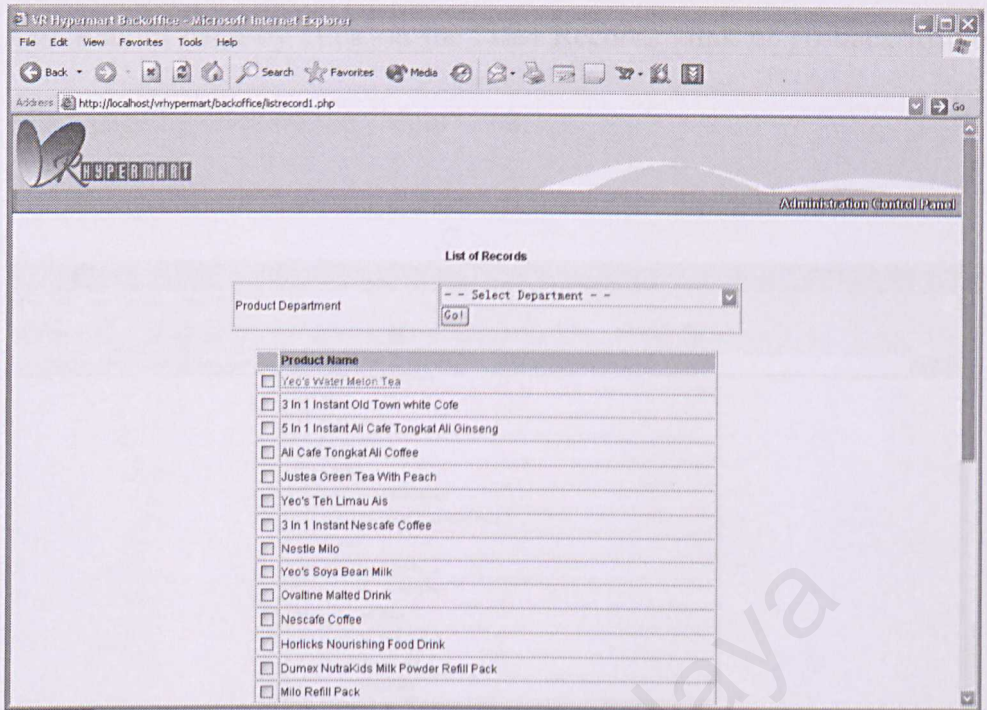 VR Hypermart Backoffice - Microsoft Internet Explorer
File Edit View Favorites Tools Help
Back Search Favorites Media
Address http://localhost/vrhypermart/backoffice/listrecord1.php Go
VR HYPERMART
Administration Control Panel
List of Records
Product Department
- - Select Department - -
Go!
Product Name
Yeo's Water Melon Tea
3 In 1 Instant Old Town white Cofe
5 In 1 Instant Ali Cafe Tongkat Ali Ginseng
Ali Cafe Tongkat Ali Coffee
Justea Green Tea With Peach
Yeo's Teh Limau Ais
3 In 1 Instant Nescafe Coffee
Nestle Milo
Yeo's Soya Bean Milk
Ovaltine Malted Drink
Nescafe Coffee
Horlicks Nourishing Food Drink
Dumex NutraKids Milk Powder Refill Pack
Milo Refill Pack